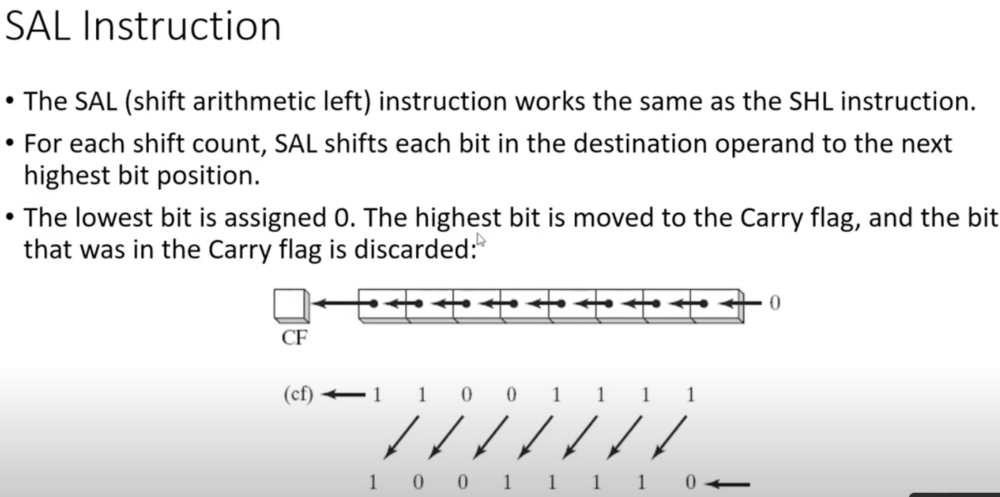 SAL Instruction
• The SAL (shift arithmetic left) instruction works the same as the SHL instruction.
• For each shift count, SAL shifts each bit in the destination operand to the next
highest bit position.
• The lowest bit is assigned 0. The highest bit is moved to the Carry flag, and the bit
that was in the Carry flag is discarded:
0
CF
(cf) 1 1 0 0 1 1 1 1
1 0 0 1 1 1 1 0